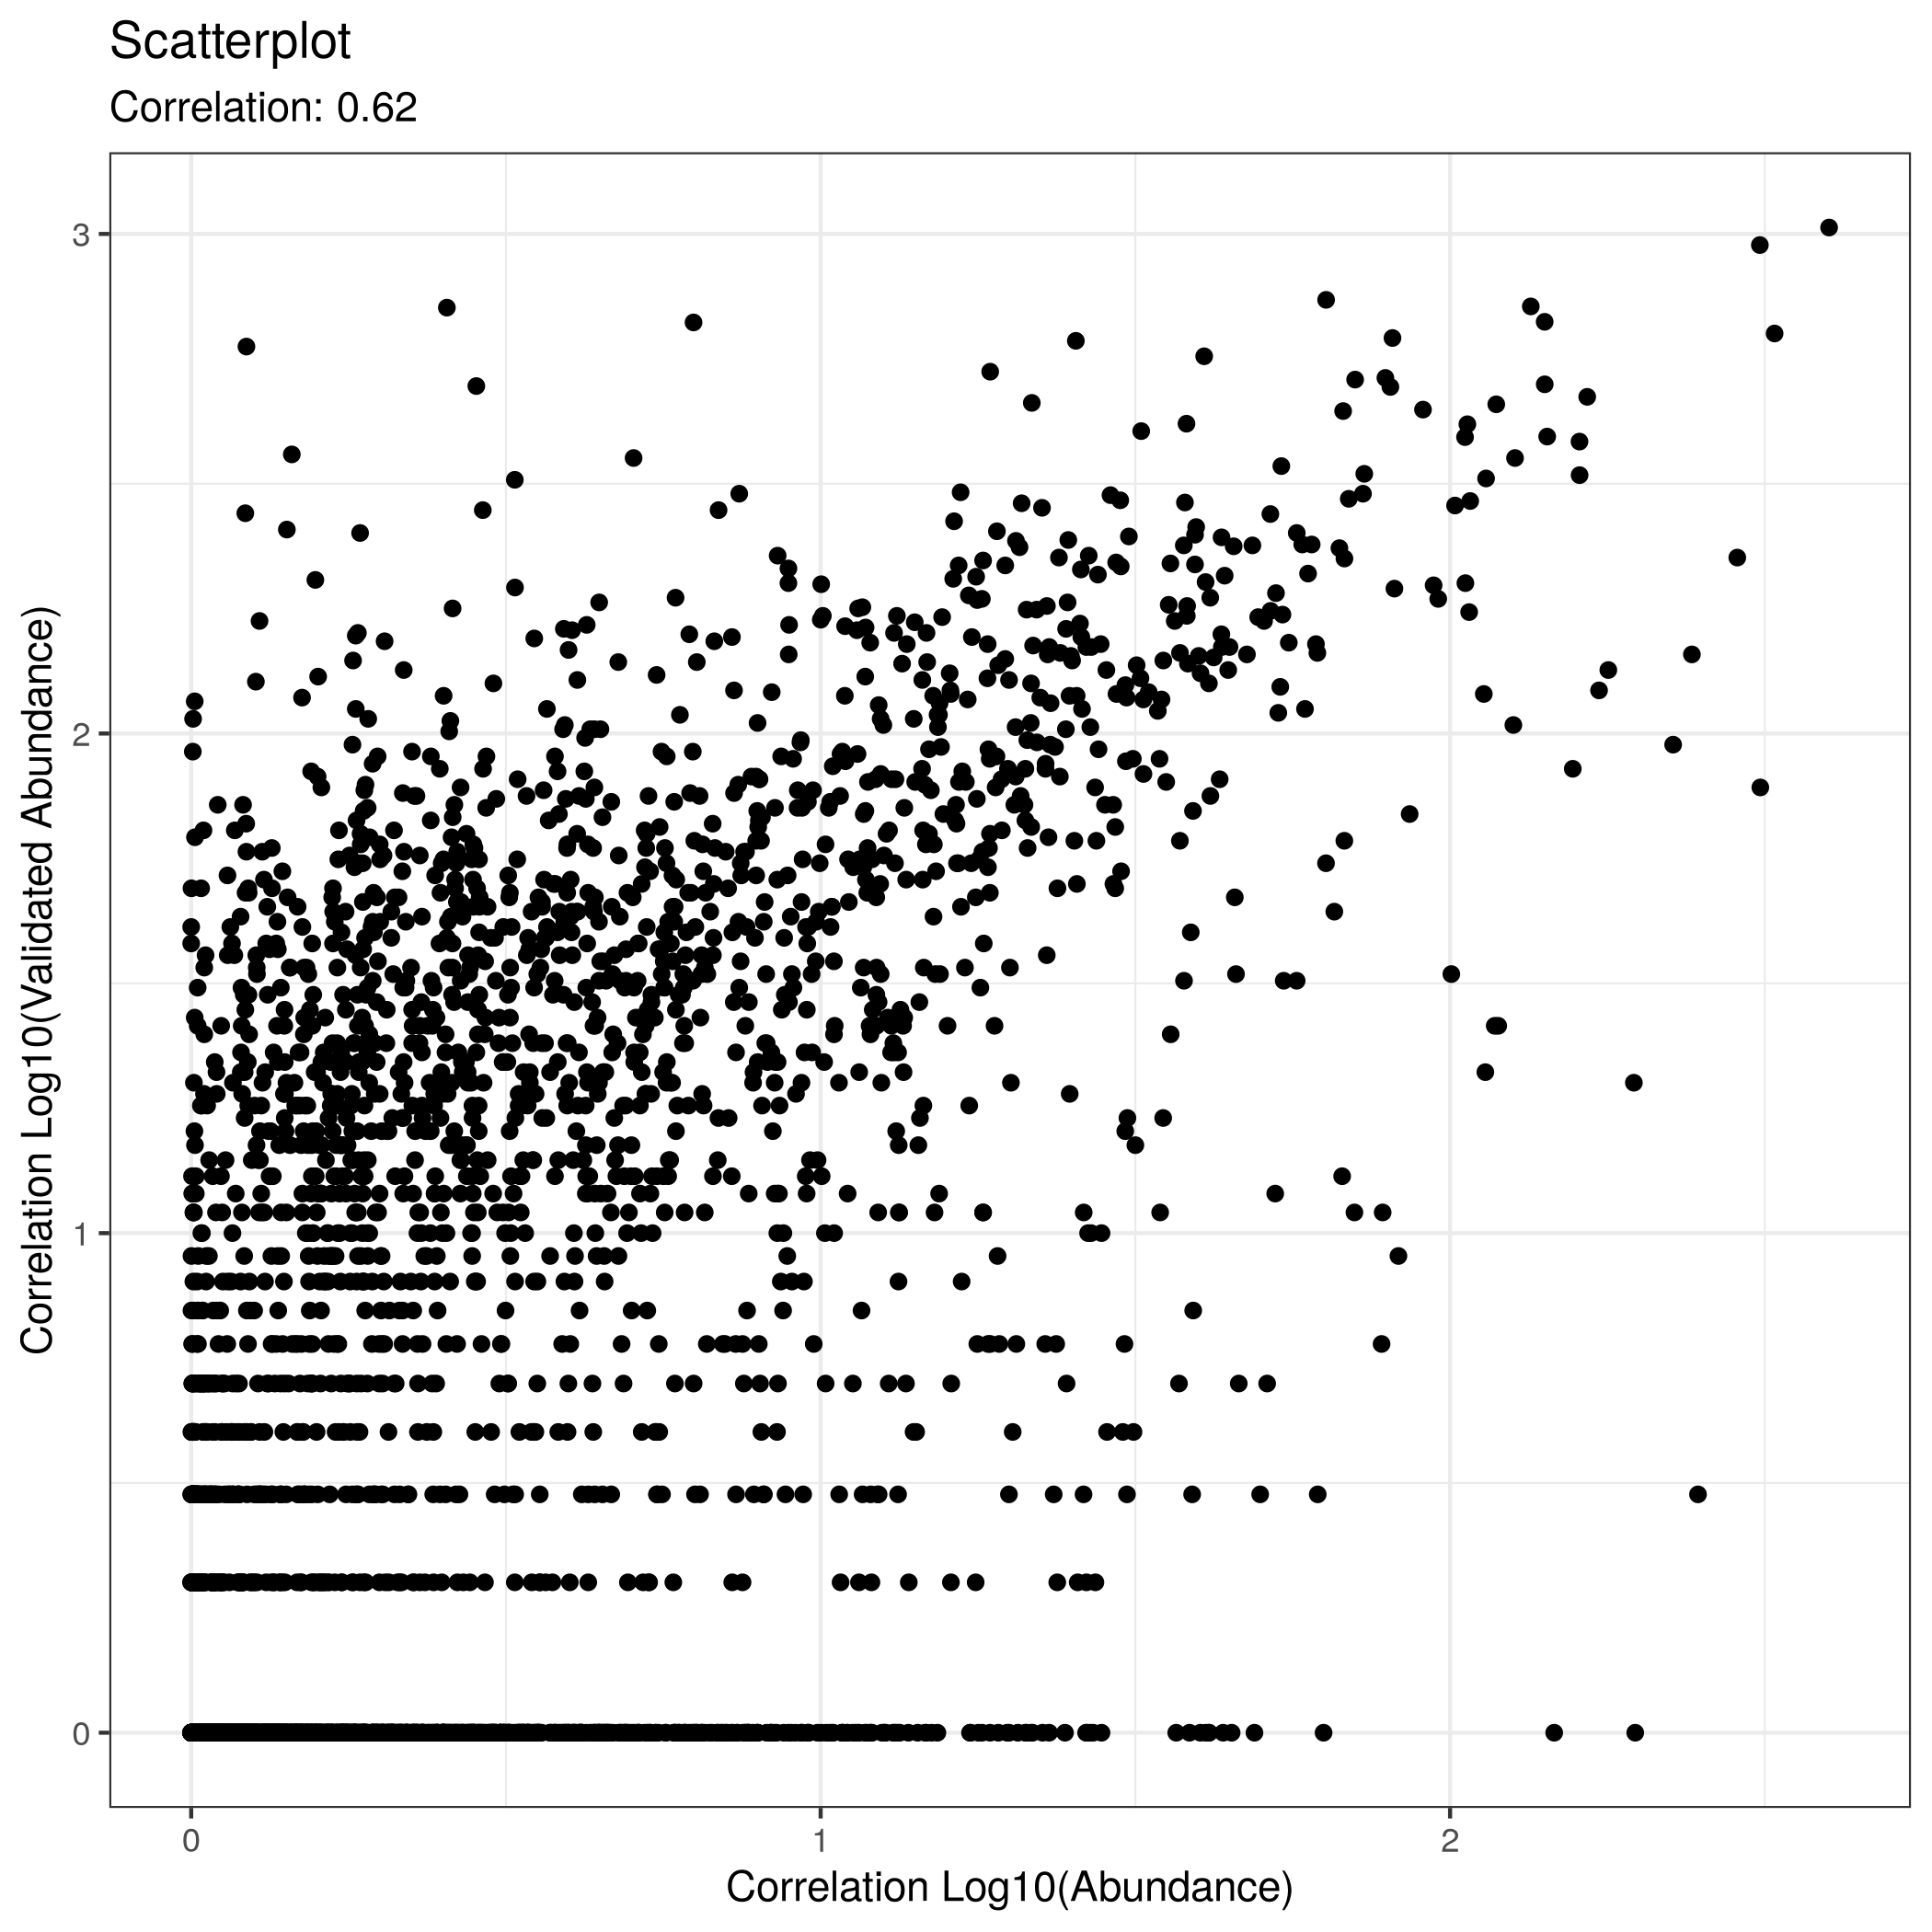 Scatterplot
Correlation: 0.62
Correlation Log10(Validated Abundance)
3
2
1
0
0 1 2
Correlation Log10(Abundance)